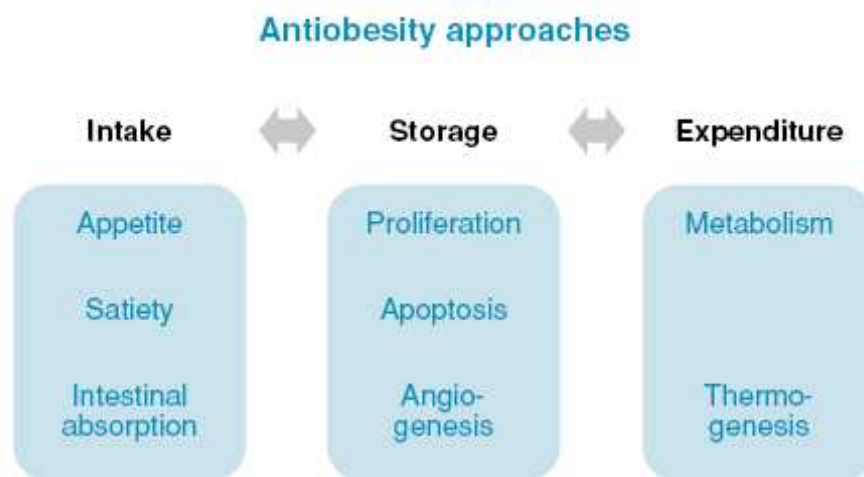 Antiobesity approaches
Intake
Storage
Expenditure
Appetite
Satiety
Intestinal
absorption
Proliferation
Apoptosis
Angio-
genesis
Metabolism
Thermo-
genesis